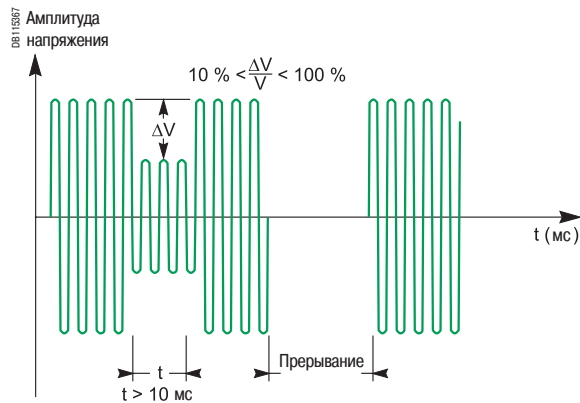 DB115367
Амплитуда
напряжения
10 % < ΔV/V < 100 %
ΔV
t (мс)
Прерывание
t
t > 10 мс